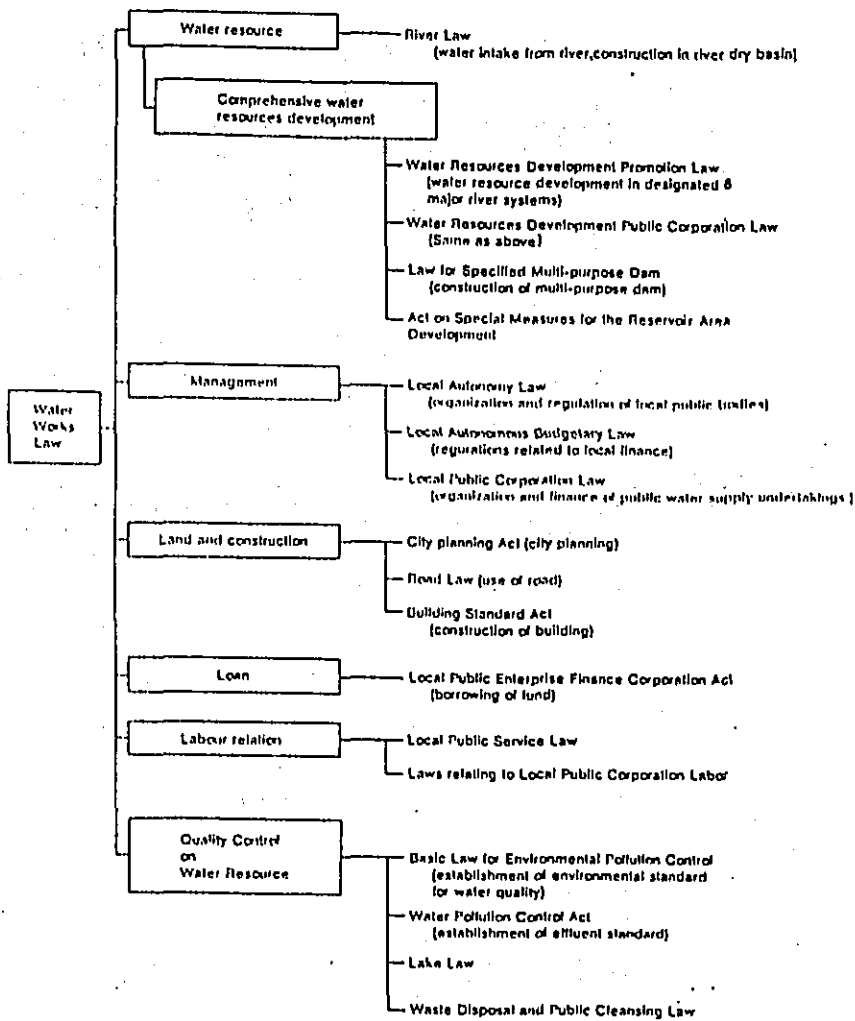 Water resource
River Law
(water intake from river,construction in river dry basin)
Comprehensive water
resources development
Water Resources Development Promotion Law
(water resource development in designated 6
major river systems)
Water Resources Development Public Corporation Law
(Same as above)
Law for Specified Multi-purpose Dam
(construction of multi-purpose dam)
Act on Special Measures for the Reservoir Area
Development
Water
Works
Law
Management
Local Autonomy Law
(organization and regulation of local public bodies)
Local Autonomous Budgetary Law
(regurations related to local finance)
Local Public Corporation Law
(organization and finance of public water supply undertakings)
Land and construction
City planning Act (city planning)
Road Law (use of road)
Building Standard Act
(construction of building)
Loan
Local Public Enterprise Finance Corporation Act
(borrowing of fund)
Labour relation
Local Public Service Law
Laws relating to Local Public Corporation Labor
Quality Control
on
Water Resource
Basic Law for Environmental Pollution Control
(establishment of environmental standard
for water quality)
Water Pollution Control Act
(establishment of effluent standard)
Lake Law
Waste Disposal and Public Cleansing Law